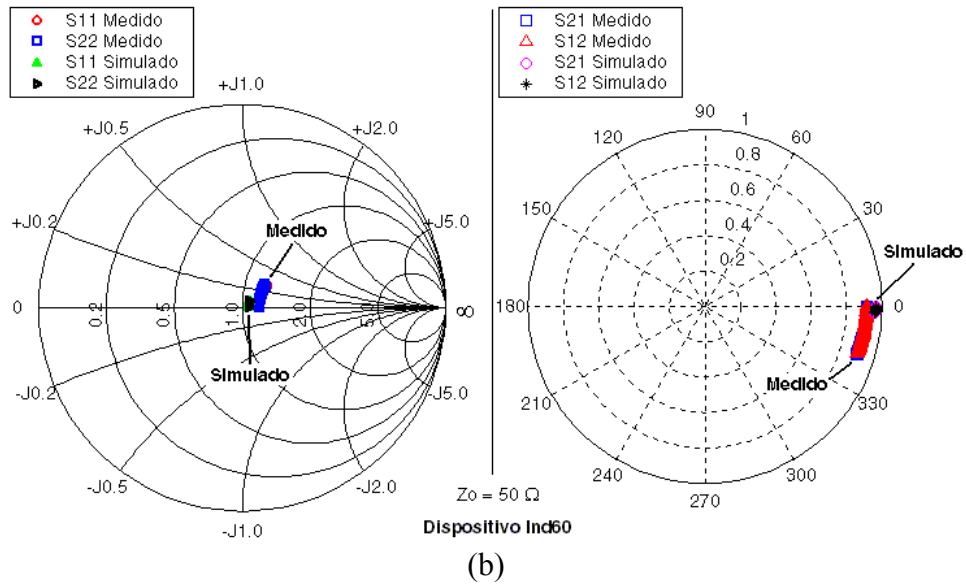 S11 Medido
S22 Medido
S11 Simulado
S22 Simulado
S21 Medido
S12 Medido
S21 Simulado
S12 Simulado
+J1.0
+J0.5
+J2.0
+J0.2
+J5.0
Medido
0
0.2
0.5
1.0
2.0
5.0
∞
Simulado
-J0.2
-J5.0
-J0.5
-J2.0
-J1.0
90
1
120
60
0.8
0.6
150
30
0.4
0.2
Simulado
180
0
Medido
210
330
240
300
270
Zo = 50 Ω
Dispositivo Ind60
(b)